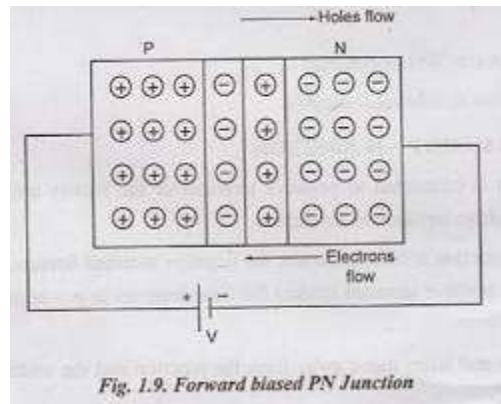 Holes flow
P N
⊕ ⊕ ⊕ ⊖ ⊕ ⊖ ⊖ ⊖
⊕ ⊕ ⊕ ⊖ ⊕ ⊖ ⊖ ⊖
⊕ ⊕ ⊕ ⊖ ⊕ ⊖ ⊖ ⊖
⊕ ⊕ ⊕ ⊖ ⊕ ⊖ ⊖ ⊖
Electrons
flow
+ −
V
Fig. 1.9. Forward biased PN Junction